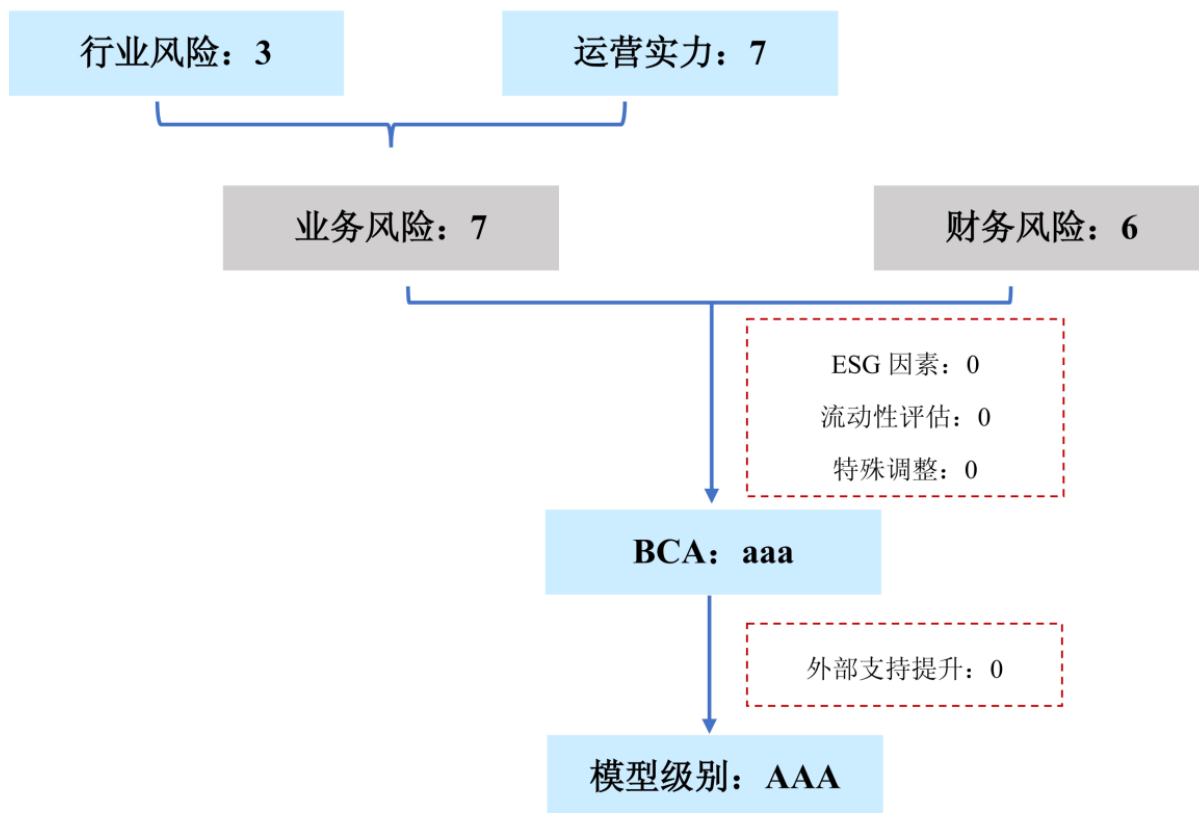 行业风险：3
运营实力：7
业务风险：7
财务风险：6
ESG 因素：0
流动性评估：0
特殊调整：0
BCA：aaa
外部支持提升：0
模型级别：AAA